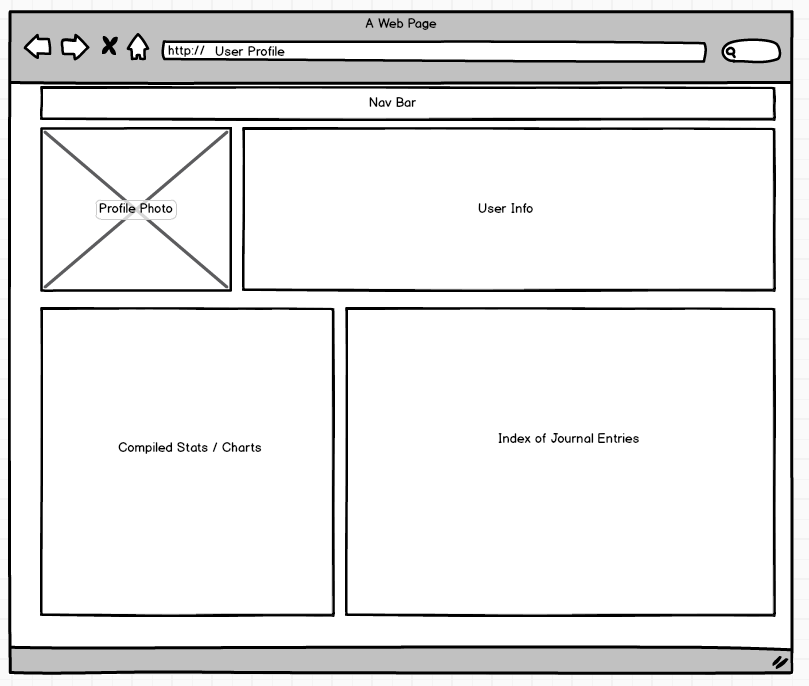 A Web Page
http:// User Profile
Nav Bar
Profile Photo
User Info
Compiled Stats / Charts
Index of Journal Entries